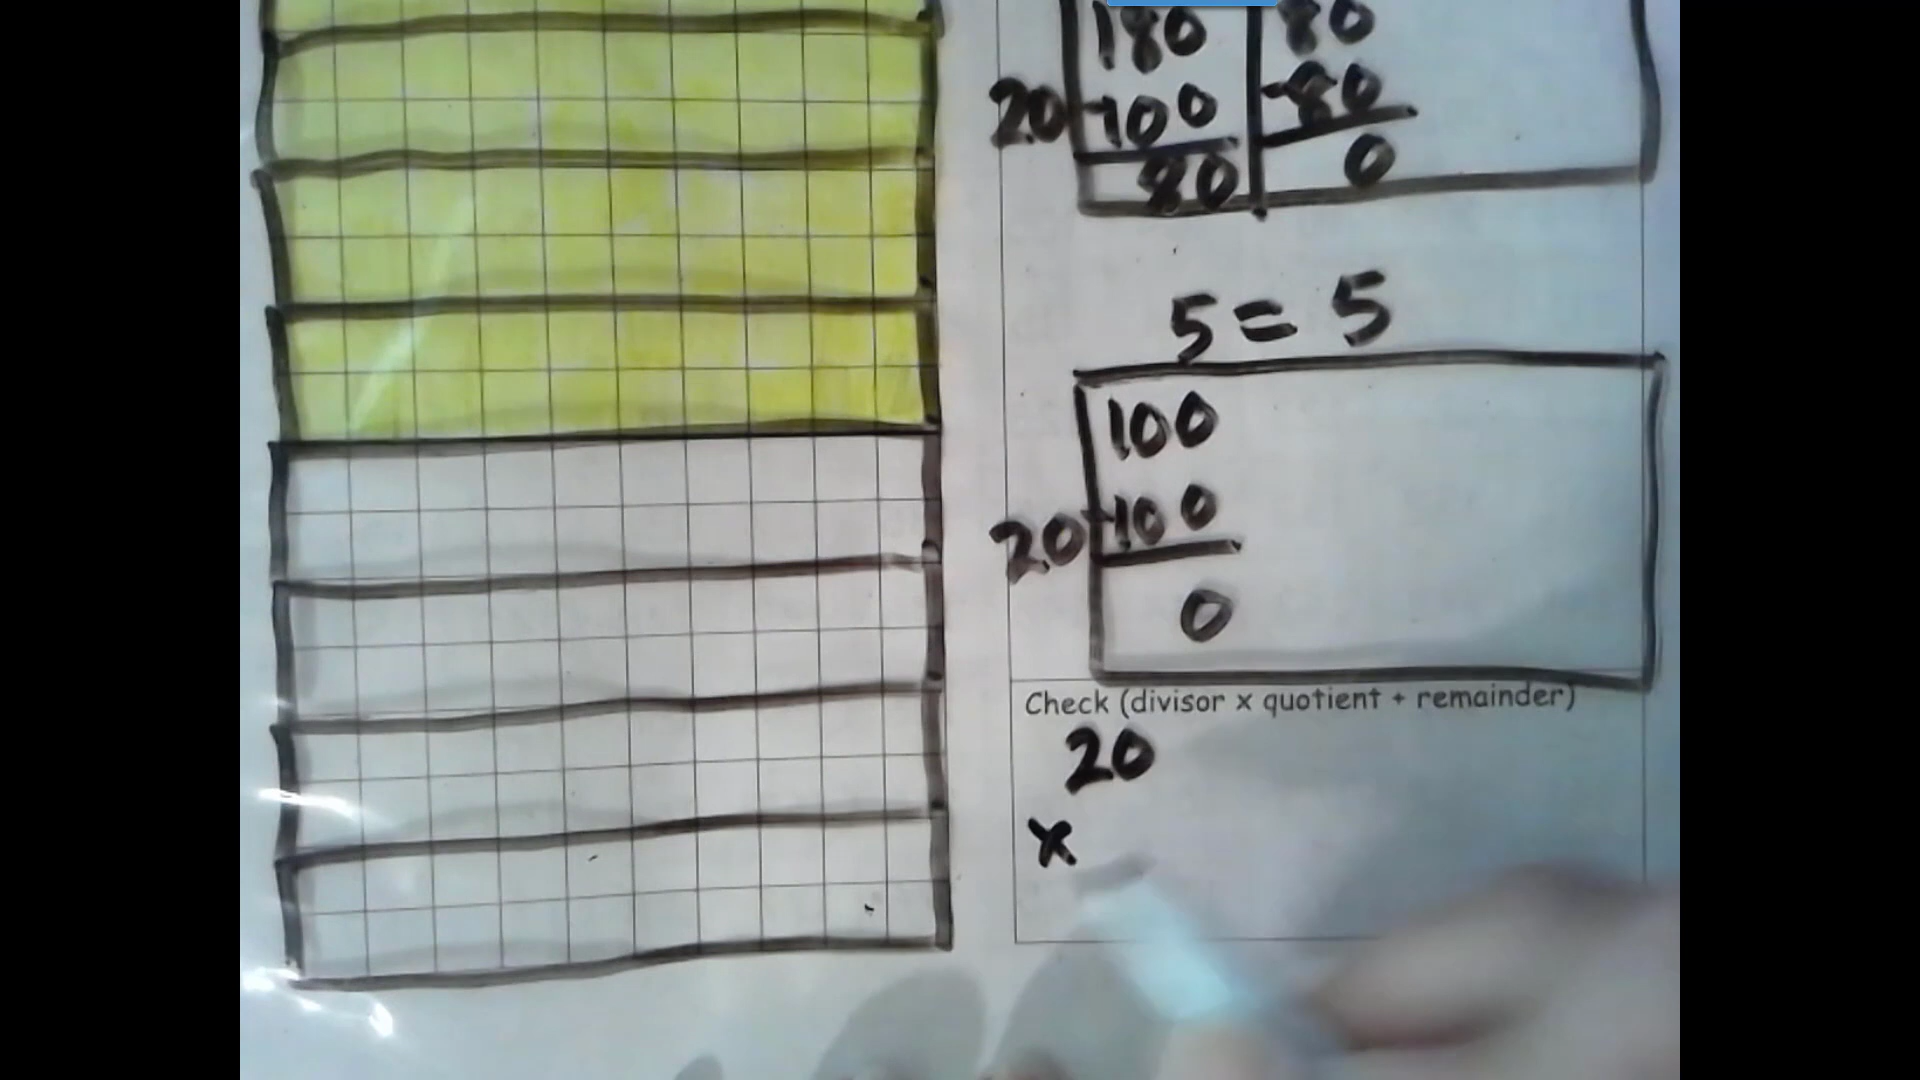 180 80
20 -100 -80
80 0
5 = 5
100
20 -100
0
Check (divisor x quotient + remainder)
20
x